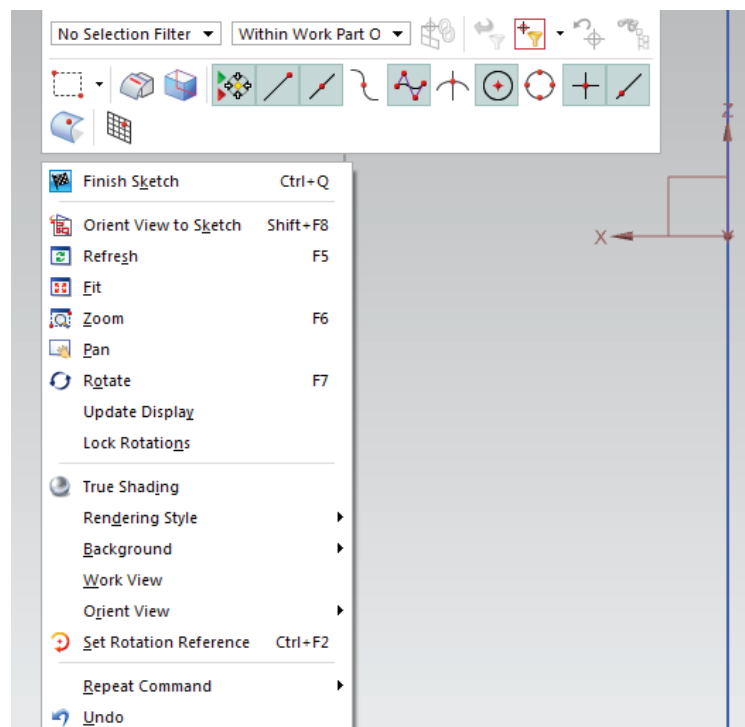 No Selection Filter Within Work Part O
Finish Sketch Ctrl+Q
Orient View to Sketch Shift+F8
Refresh F5
Fit
Zoom F6
Pan
Rotate F7
Update Display
Lock Rotations
True Shading
Rendering Style
Background
Work View
Orient View
Set Rotation Reference Ctrl+F2
Repeat Command
Undo
Z
X